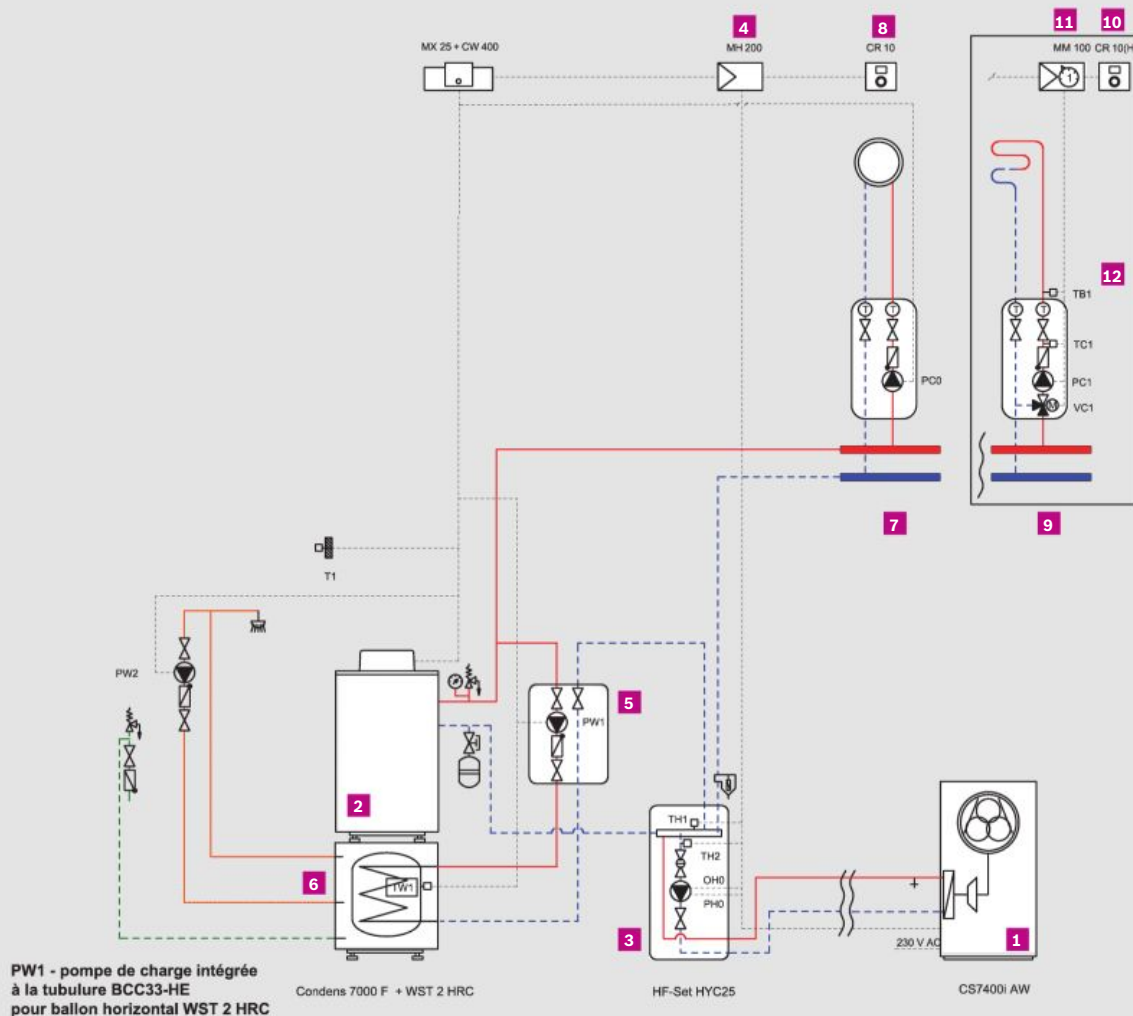 4
8
11
10
MX 25 + CW 400
MH 200
CR 10
MM 100
CR 10(H
1
12
TB1
T
T
T
T
TC1
PC0
PC1
M
VC1
7
9
T1
PW2
5
PW1
2
TH1
6
TW1
TH2
OH0
PH0
3
230 V AC
1
PW1 - pompe de charge intégrée
à la tubulure BCC33-HE
pour ballon horizontal WST 2 HRC
Condens 7000 F + WST 2 HRC
HF-Set HYC25
CS7400i AW